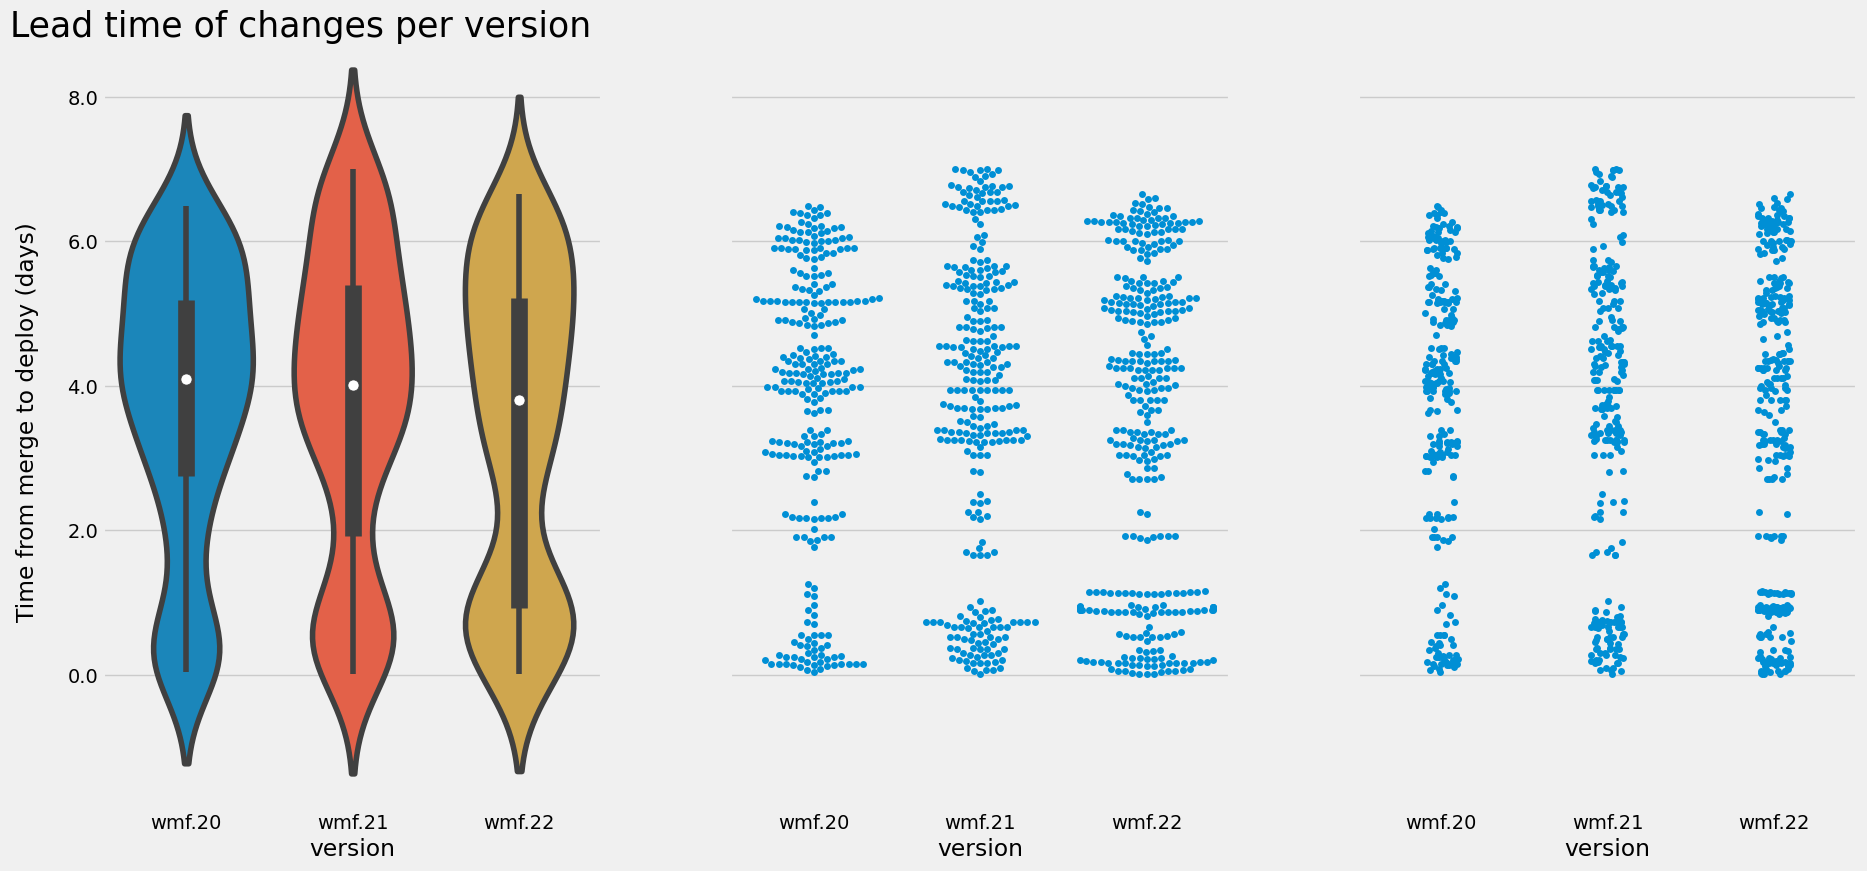 Lead time of changes per version
Time from merge to deploy (days)
8.0
6.0
4.0
2.0
0.0
wmf.20 wmf.21 wmf.22
version
wmf.20 wmf.21 wmf.22
version
wmf.20 wmf.21 wmf.22
version